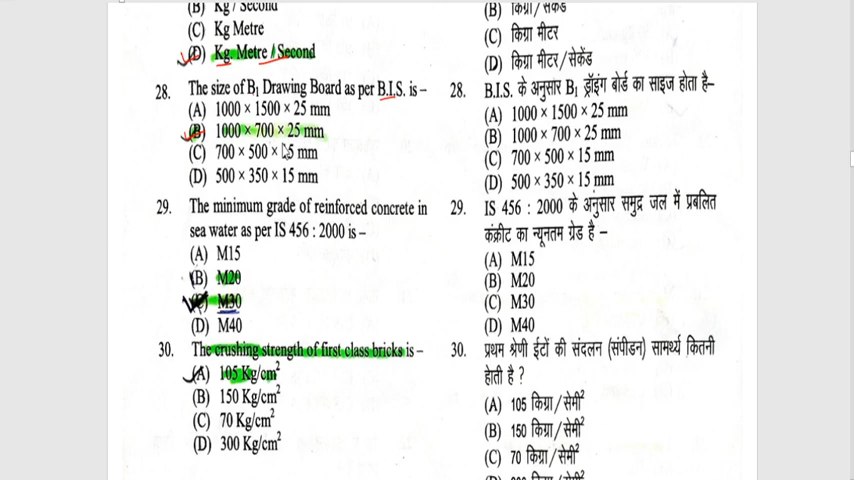 (B) Kg / Second
(C) Kg Metre
(D) Kg Metre / Second
28. The size of B₁ Drawing Board as per B.I.S. is –
(A) 1000 × 1500 × 25 mm
(B) 1000 × 700 × 25 mm
(C) 700 × 500 × 15 mm
(D) 500 × 350 × 15 mm
29. The minimum grade of reinforced concrete in
sea water as per IS 456 : 2000 is –
(A) M15
(B) M20
(C) M30
(D) M40
30. The crushing strength of first class bricks is –
(A) 105 Kg/cm²
(B) 150 Kg/cm²
(C) 70 Kg/cm²
(D) 300 Kg/cm²
(B) किग्रा/सेकेंड
(C) किग्रा मीटर
(D) किग्रा मीटर/सेकेंड
28. B.I.S. के अनुसार B₁ ड्रॉइंग बोर्ड का साइज होता है–
(A) 1000 × 1500 × 25 mm
(B) 1000 × 700 × 25 mm
(C) 700 × 500 × 15 mm
(D) 500 × 350 × 15 mm
29. IS 456 : 2000 के अनुसार समुद्र जल में प्रबलित
कंक्रीट का न्यूनतम ग्रेड है –
(A) M15
(B) M20
(C) M30
(D) M40
30. प्रथम श्रेणी ईंटों की संदलन (संपीडन) सामर्थ्य कितनी
होती है ?
(A) 105 किग्रा/सेमी²
(B) 150 किग्रा/सेमी²
(C) 70 किग्रा/सेमी²